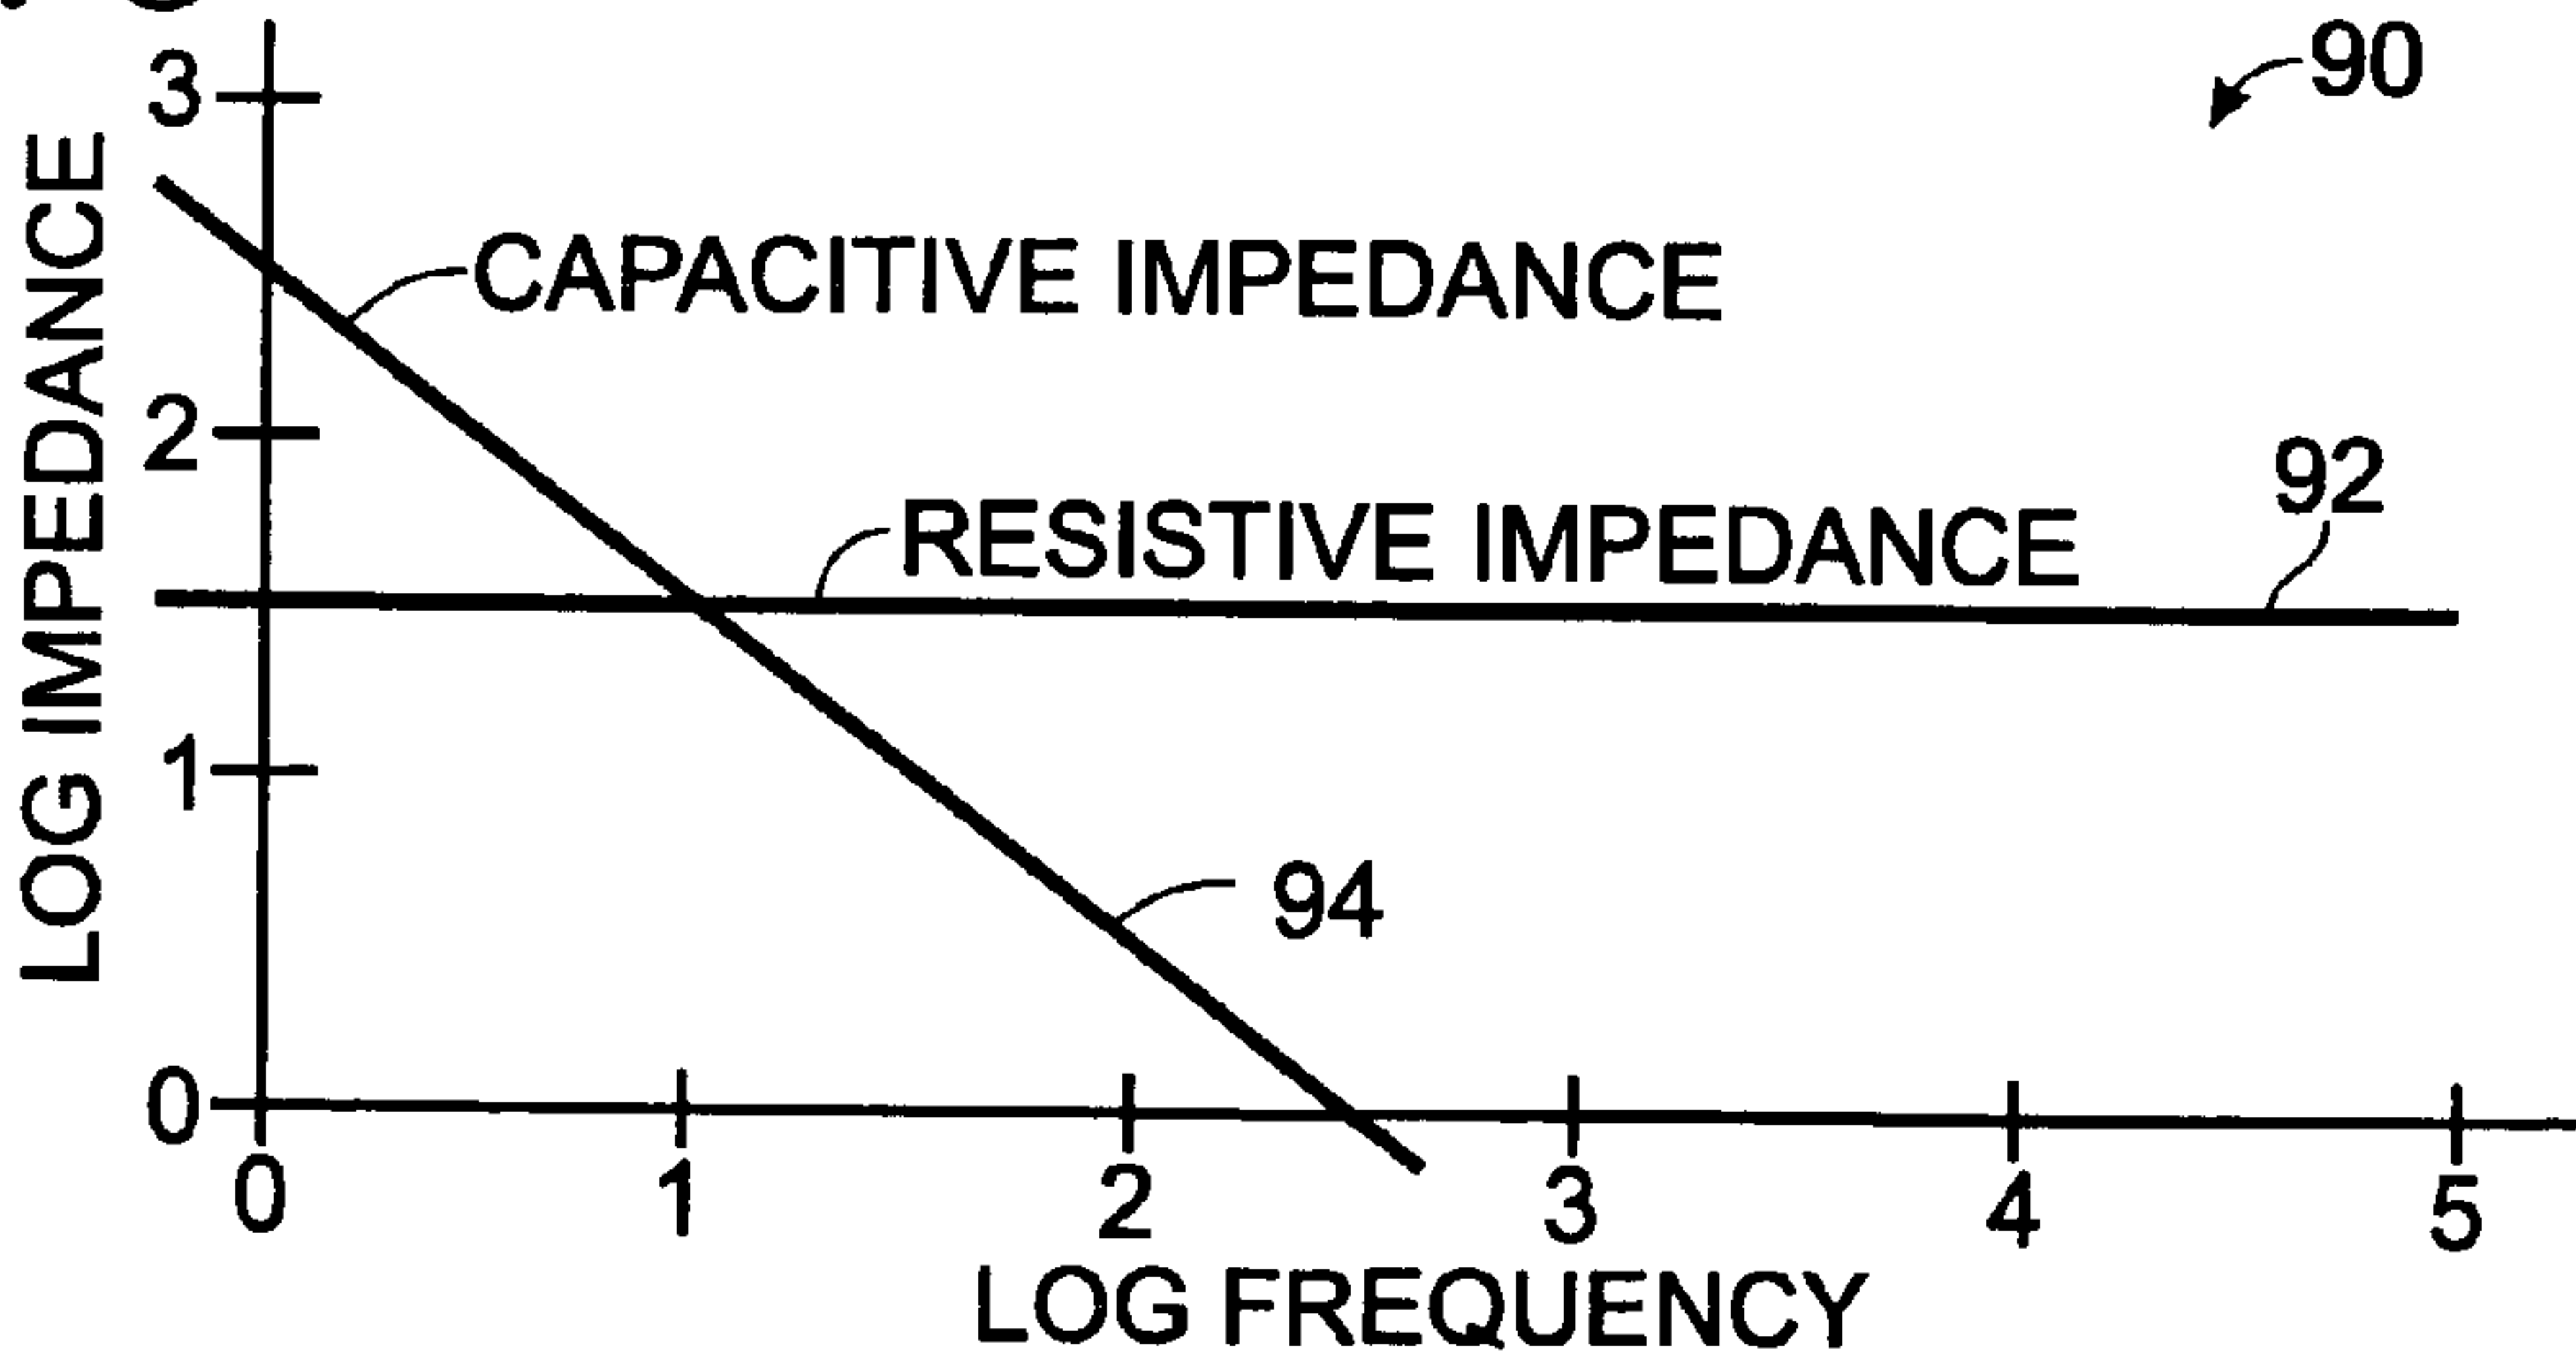 3
90
CAPACITIVE IMPEDANCE
2
92
RESISTIVE IMPEDANCE
1
94
0
0 1 2 3 4 5
LOG FREQUENCY
LOG IMPEDANCE